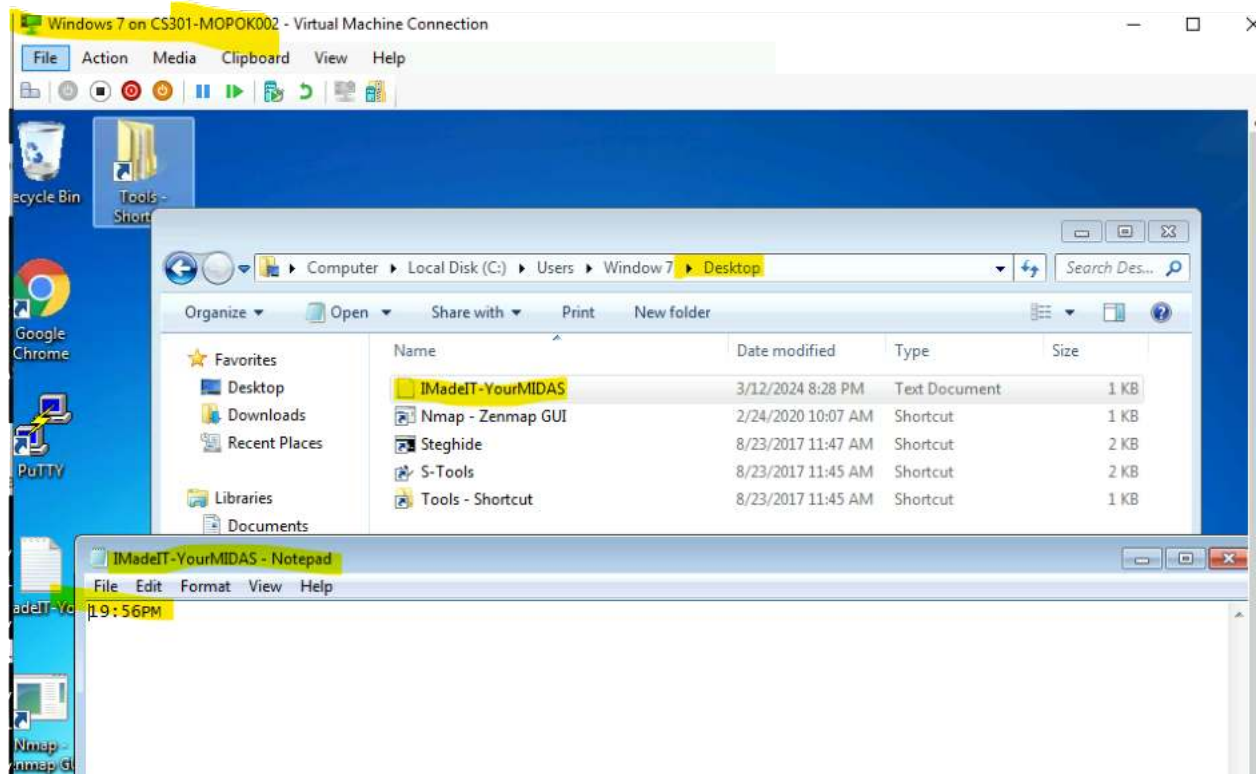 Windows 7 on CS301-MOPOK002 - Virtual Machine Connection
File Action Media Clipboard View Help
ecycle Bin
Tools -
Short
Computer Local Disk (C:) Users Window 7 Desktop
Search Des...
Organize Open Share with Print New folder
Google
Chrome
Favorites
Desktop
Downloads
Recent Places
Libraries
Documents
Name Date modified Type Size
IMadeIT-YourMIDAS 3/12/2024 8:28 PM Text Document 1 KB
Nmap - Zenmap GUI 2/24/2020 10:07 AM Shortcut 1 KB
Steghide 8/23/2017 11:47 AM Shortcut 2 KB
S-Tools 8/23/2017 11:45 AM Shortcut 2 KB
Tools - Shortcut 8/23/2017 11:45 AM Shortcut 1 KB
PuTTY
IMadeIT-YourMIDAS - Notepad
File Edit Format View Help
19:56PM
adeIT-Yo
Nmap -
nmap G